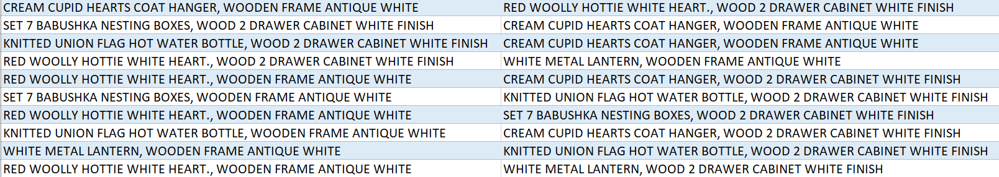 CREAM CUPID HEARTS COAT HANGER, WOODEN FRAME ANTIQUE WHITE RED WOOLLY HOTTIE WHITE HEART., WOOD 2 DRAWER CABINET WHITE FINISH
SET 7 BABUSHKA NESTING BOXES, WOOD 2 DRAWER CABINET WHITE FINISH CREAM CUPID HEARTS COAT HANGER, WOODEN FRAME ANTIQUE WHITE
KNITTED UNION FLAG HOT WATER BOTTLE, WOOD 2 DRAWER CABINET WHITE FINISH CREAM CUPID HEARTS COAT HANGER, WOODEN FRAME ANTIQUE WHITE
RED WOOLLY HOTTIE WHITE HEART., WOOD 2 DRAWER CABINET WHITE FINISH WHITE METAL LANTERN, WOODEN FRAME ANTIQUE WHITE
RED WOOLLY HOTTIE WHITE HEART., WOODEN FRAME ANTIQUE WHITE CREAM CUPID HEARTS COAT HANGER, WOOD 2 DRAWER CABINET WHITE FINISH
SET 7 BABUSHKA NESTING BOXES, WOODEN FRAME ANTIQUE WHITE KNITTED UNION FLAG HOT WATER BOTTLE, WOOD 2 DRAWER CABINET WHITE FINISH
RED WOOLLY HOTTIE WHITE HEART., WOODEN FRAME ANTIQUE WHITE SET 7 BABUSHKA NESTING BOXES, WOOD 2 DRAWER CABINET WHITE FINISH
KNITTED UNION FLAG HOT WATER BOTTLE, WOODEN FRAME ANTIQUE WHITE CREAM CUPID HEARTS COAT HANGER, WOOD 2 DRAWER CABINET WHITE FINISH
WHITE METAL LANTERN, WOODEN FRAME ANTIQUE WHITE KNITTED UNION FLAG HOT WATER BOTTLE, WOOD 2 DRAWER CABINET WHITE FINISH
RED WOOLLY HOTTIE WHITE HEART., WOODEN FRAME ANTIQUE WHITE WHITE METAL LANTERN, WOOD 2 DRAWER CABINET WHITE FINISH